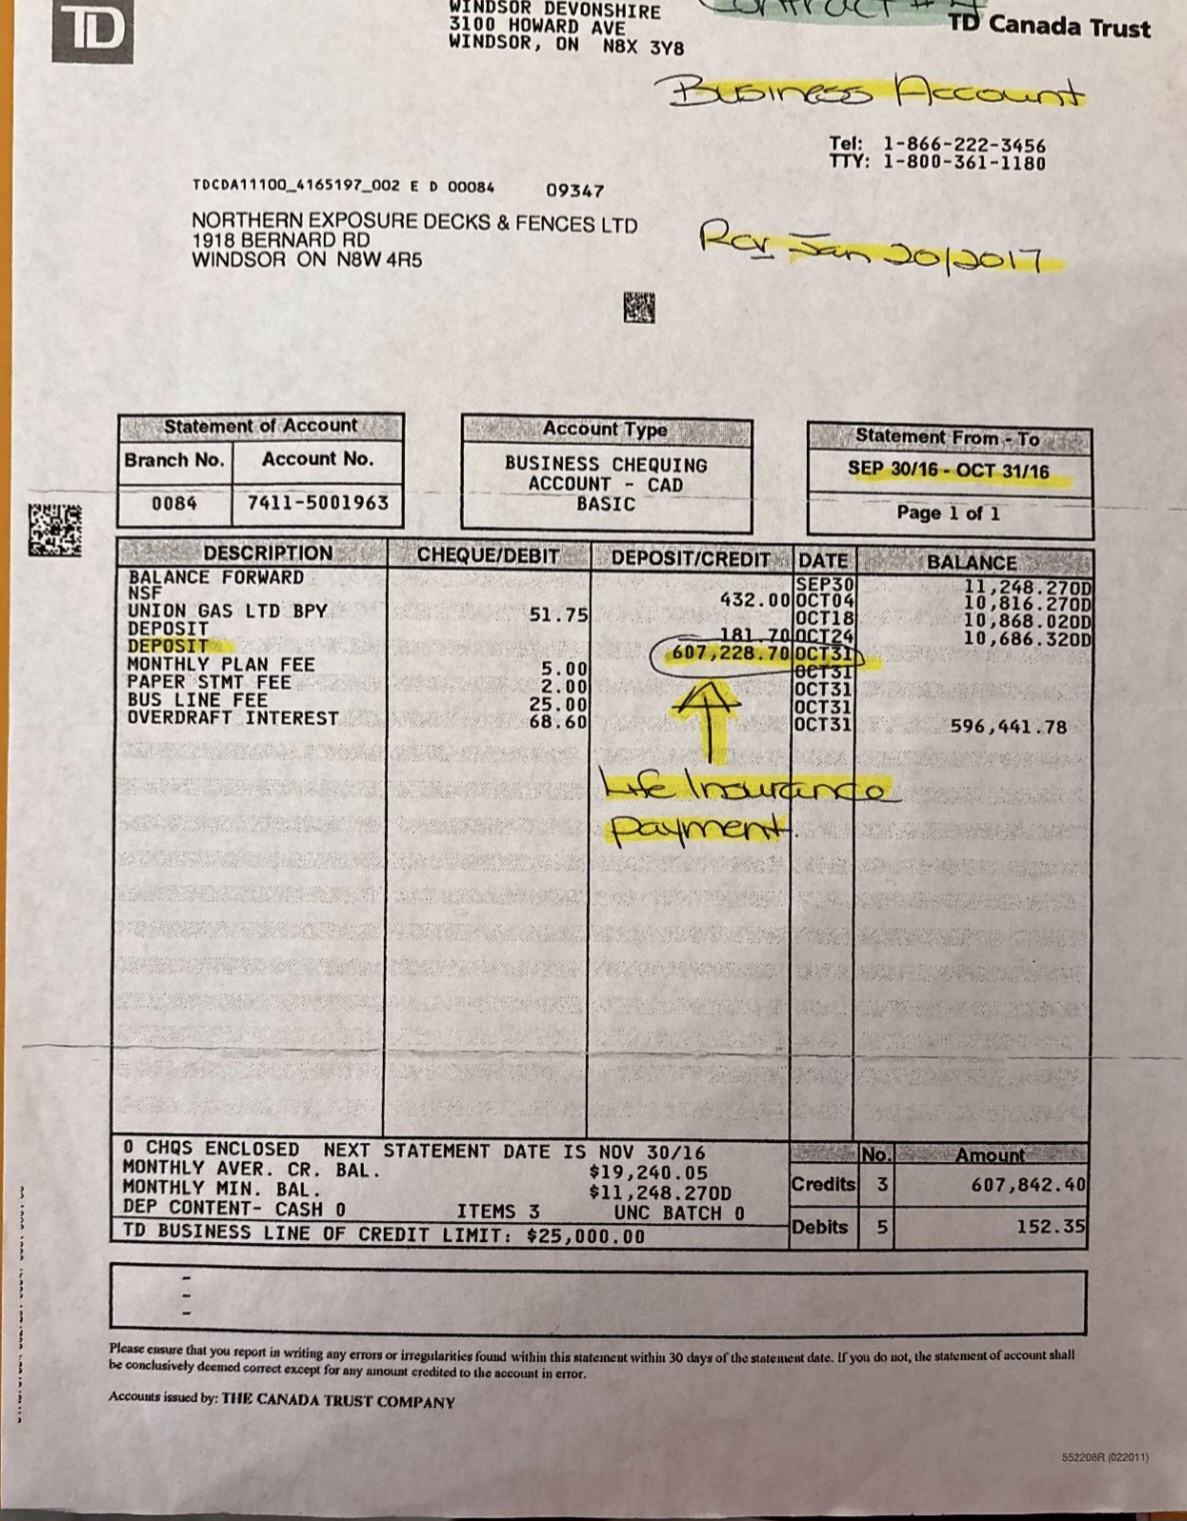 TD
WINDSOR DEVONSHIRE
3100 HOWARD AVE
WINDSOR, ON N8X 3Y8
Contract #
TD Canada Trust
Business Account
Tel: 1-866-222-3456
TTY: 1-800-361-1180
TDCDA11100_4165197_002 E D 00084 09347
NORTHERN EXPOSURE DECKS & FENCES LTD
1918 BERNARD RD
WINDSOR ON N8W 4R5
Rcv Jan 20/2017
Statement of Account
Branch No. Account No.
0084 7411-5001963
Account Type
BUSINESS CHEQUING
ACCOUNT - CAD
BASIC
Statement From - To
SEP 30/16 - OCT 31/16
Page 1 of 1
DESCRIPTION CHEQUE/DEBIT DEPOSIT/CREDIT DATE BALANCE
BALANCE FORWARD SEP30 11,248.27OD
NSF 432.00 OCT04 10,816.27OD
UNION GAS LTD BPY 51.75 OCT18 10,868.02OD
DEPOSIT 181.70 OCT24 10,686.32OD
DEPOSIT 607,228.70 OCT31
MONTHLY PLAN FEE 5.00 OCT31
PAPER STMT FEE 2.00 OCT31
BUS LINE FEE 25.00 OCT31
OVERDRAFT INTEREST 68.60 OCT31 596,441.78
Life Insurance
payment.
0 CHQS ENCLOSED NEXT STATEMENT DATE IS NOV 30/16
MONTHLY AVER. CR. BAL. $19,240.05
MONTHLY MIN. BAL. $11,248.27OD
DEP CONTENT- CASH 0 ITEMS 3 UNC BATCH 0
TD BUSINESS LINE OF CREDIT LIMIT: $25,000.00
No. Amount
Credits 3 607,842.40
Debits 5 152.35
Please ensure that you report in writing any errors or irregularities found within this statement within 30 days of the statement date. If you do not, the statement of account shall
be conclusively deemed correct except for any amount credited to the account in error.
Accounts issued by: THE CANADA TRUST COMPANY
552208R (022011)